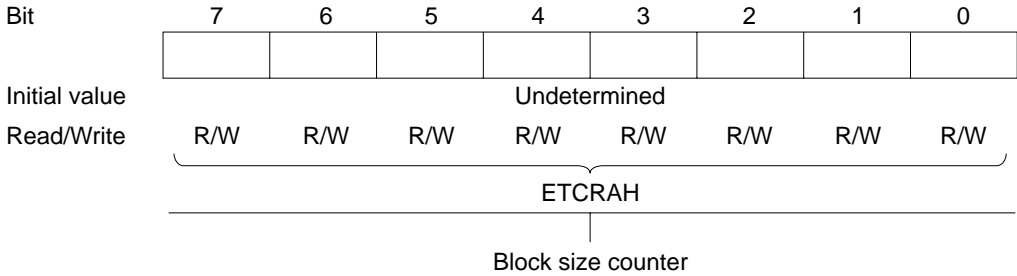 Bit 7 6 5 4 3 2 1 0
Initial value Undetermined
Read/Write R/W R/W R/W R/W R/W R/W R/W R/W
ETCRAH
Block size counter